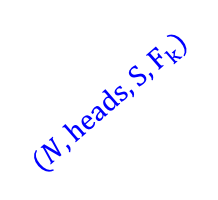 (N, heads, S, F_k)